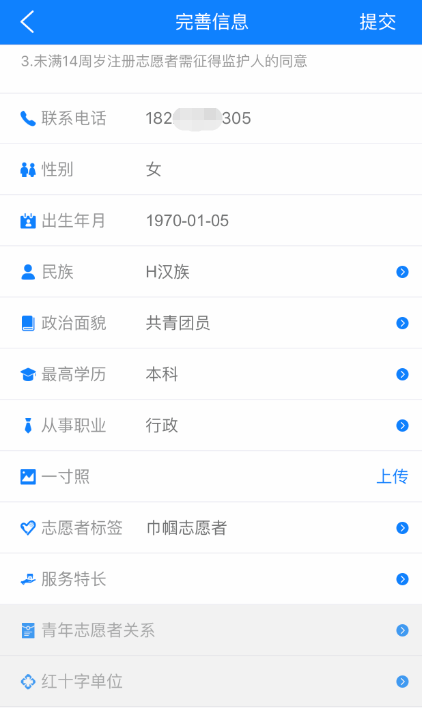 完善信息 提交
3.未满14周岁注册志愿者需征得监护人的同意
联系电话 182 305
性别 女
出生年月 1970-01-05
民族 H汉族
政治面貌 共青团员
最高学历 本科
从事职业 行政
一寸照 上传
志愿者标签 巾帼志愿者
服务特长
青年志愿者关系
红十字单位